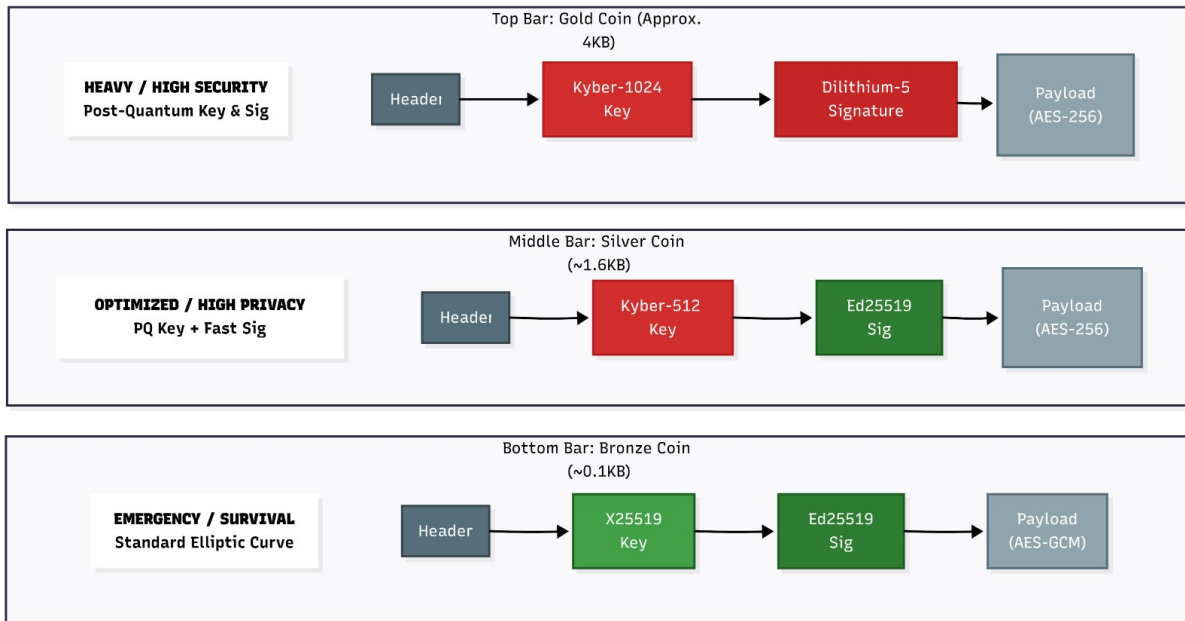 Top Bar: Gold Coin (Approx.
4KB)
HEAVY / HIGH SECURITY
Post-Quantum Key & Sig
Header
Kyber-1024
Key
Dilithium-5
Signature
Payload
(AES-256)
Middle Bar: Silver Coin
(~1.6KB)
OPTIMIZED / HIGH PRIVACY
PQ Key + Fast Sig
Header
Kyber-512
Key
Ed25519
Sig
Payload
(AES-256)
Bottom Bar: Bronze Coin
(~0.1KB)
EMERGENCY / SURVIVAL
Standard Elliptic Curve
Header
X25519
Key
Ed25519
Sig
Payload
(AES-GCM)